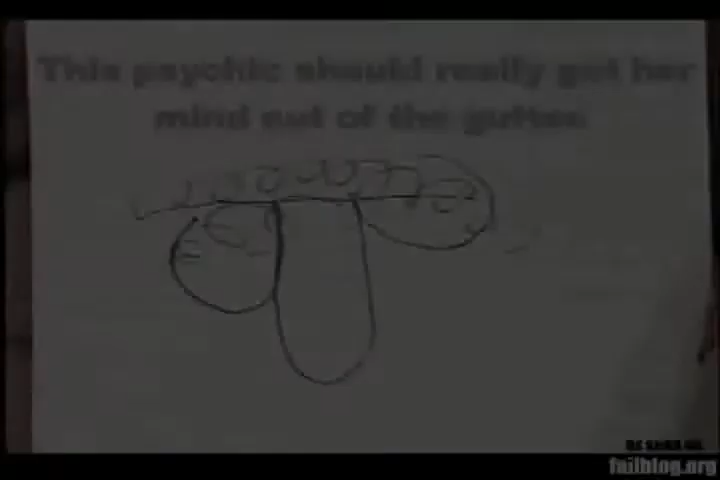 This psychic should really get her
mind out of the gutter.
failblog.org